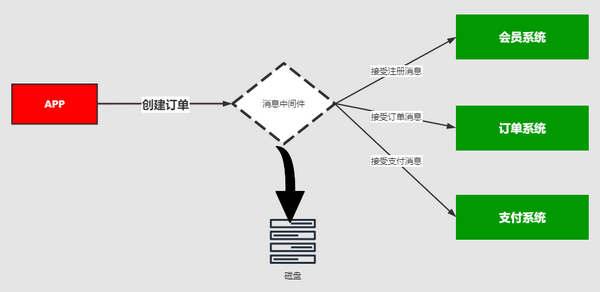 会员系统
接受注册消息
APP
创建订单
消息中间件
接受订单消息
订单系统
接受支付消息
支付系统
磁盘